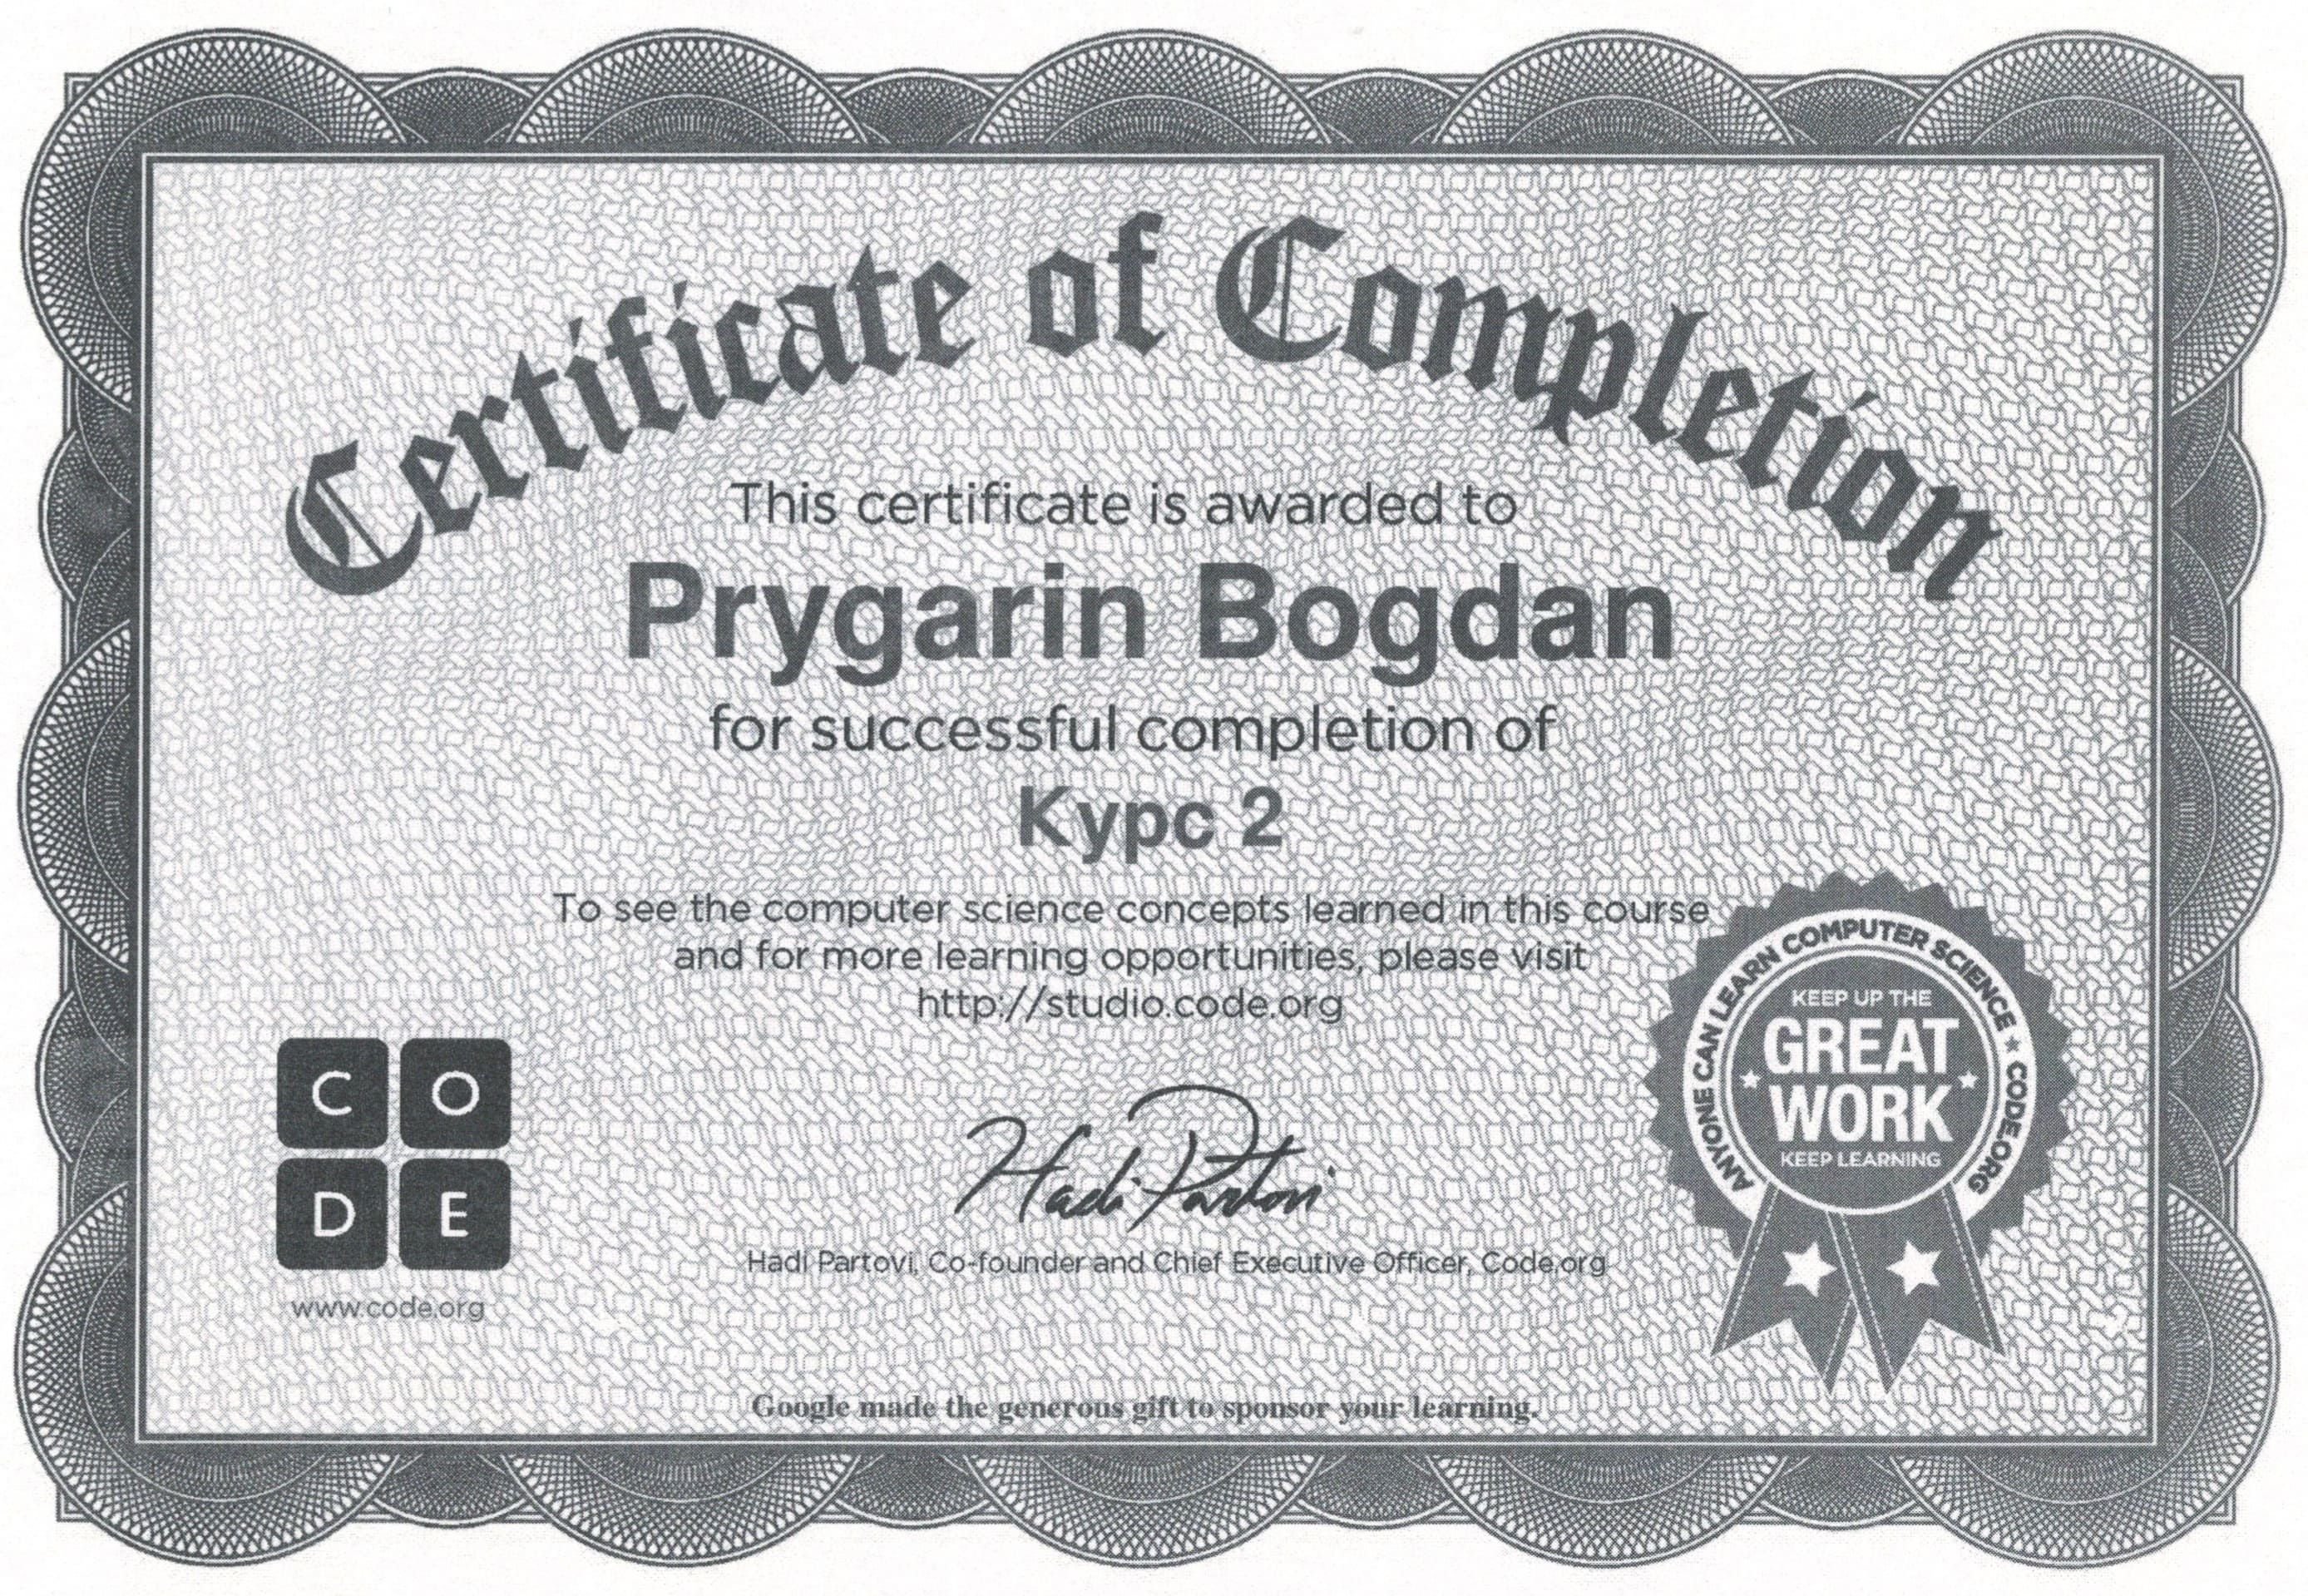 Certificate of Completion
This certificate is awarded to
Prygarin Bogdan
for successful completion of
Курс 2
To see the computer science concepts learned in this course
and for more learning opportunities, please visit
http://studio.code.org
C O
D E
www.code.org
Hadi Partovi
Hadi Partovi, Co-founder and Chief Executive Officer, Code.org
ANYONE CAN LEARN COMPUTER SCIENCE ★ CODE.ORG
KEEP UP THE
GREAT
WORK
KEEP LEARNING
Google made the generous gift to sponsor your learning.